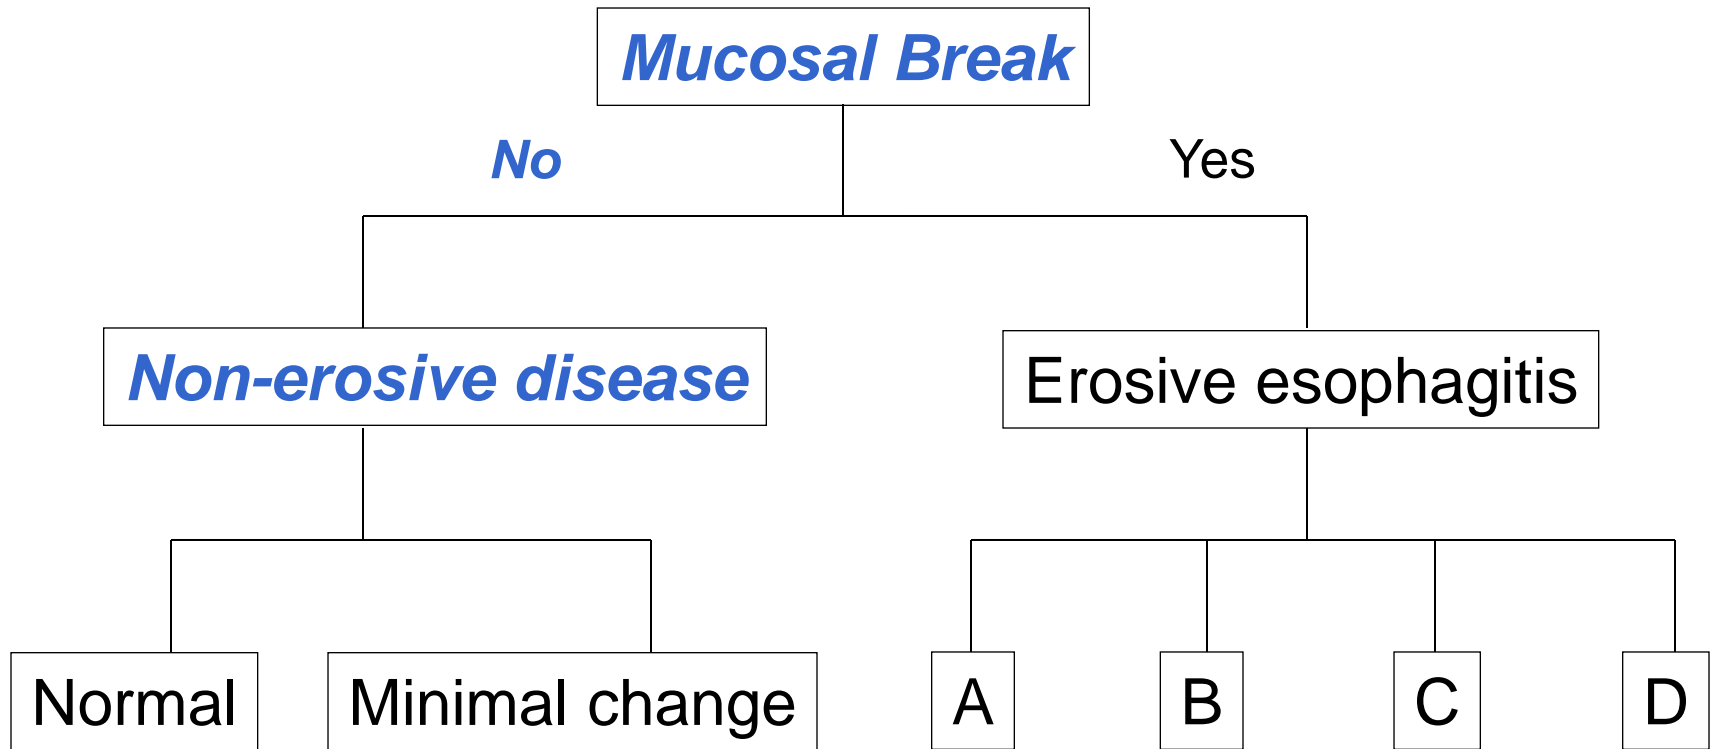 Mucosal Break
No
Yes
Non-erosive disease
Erosive esophagitis
Normal
Minimal change
A
B
C
D